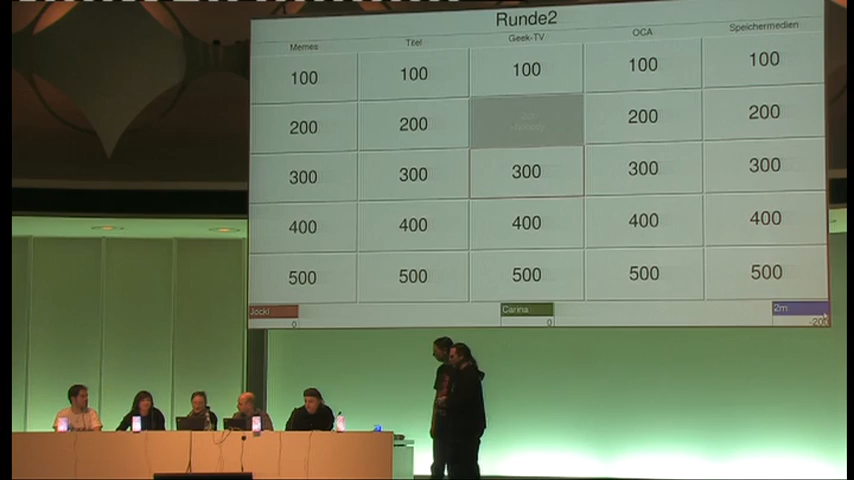 Runde2
Memes Titel Geek-TV OCA Speichermedien
100 100 100 100 100
200 200 200 200
300 300 300 300 300
400 400 400 400 400
500 500 500 500 500
Jockl Carina 2m
0 0 -200